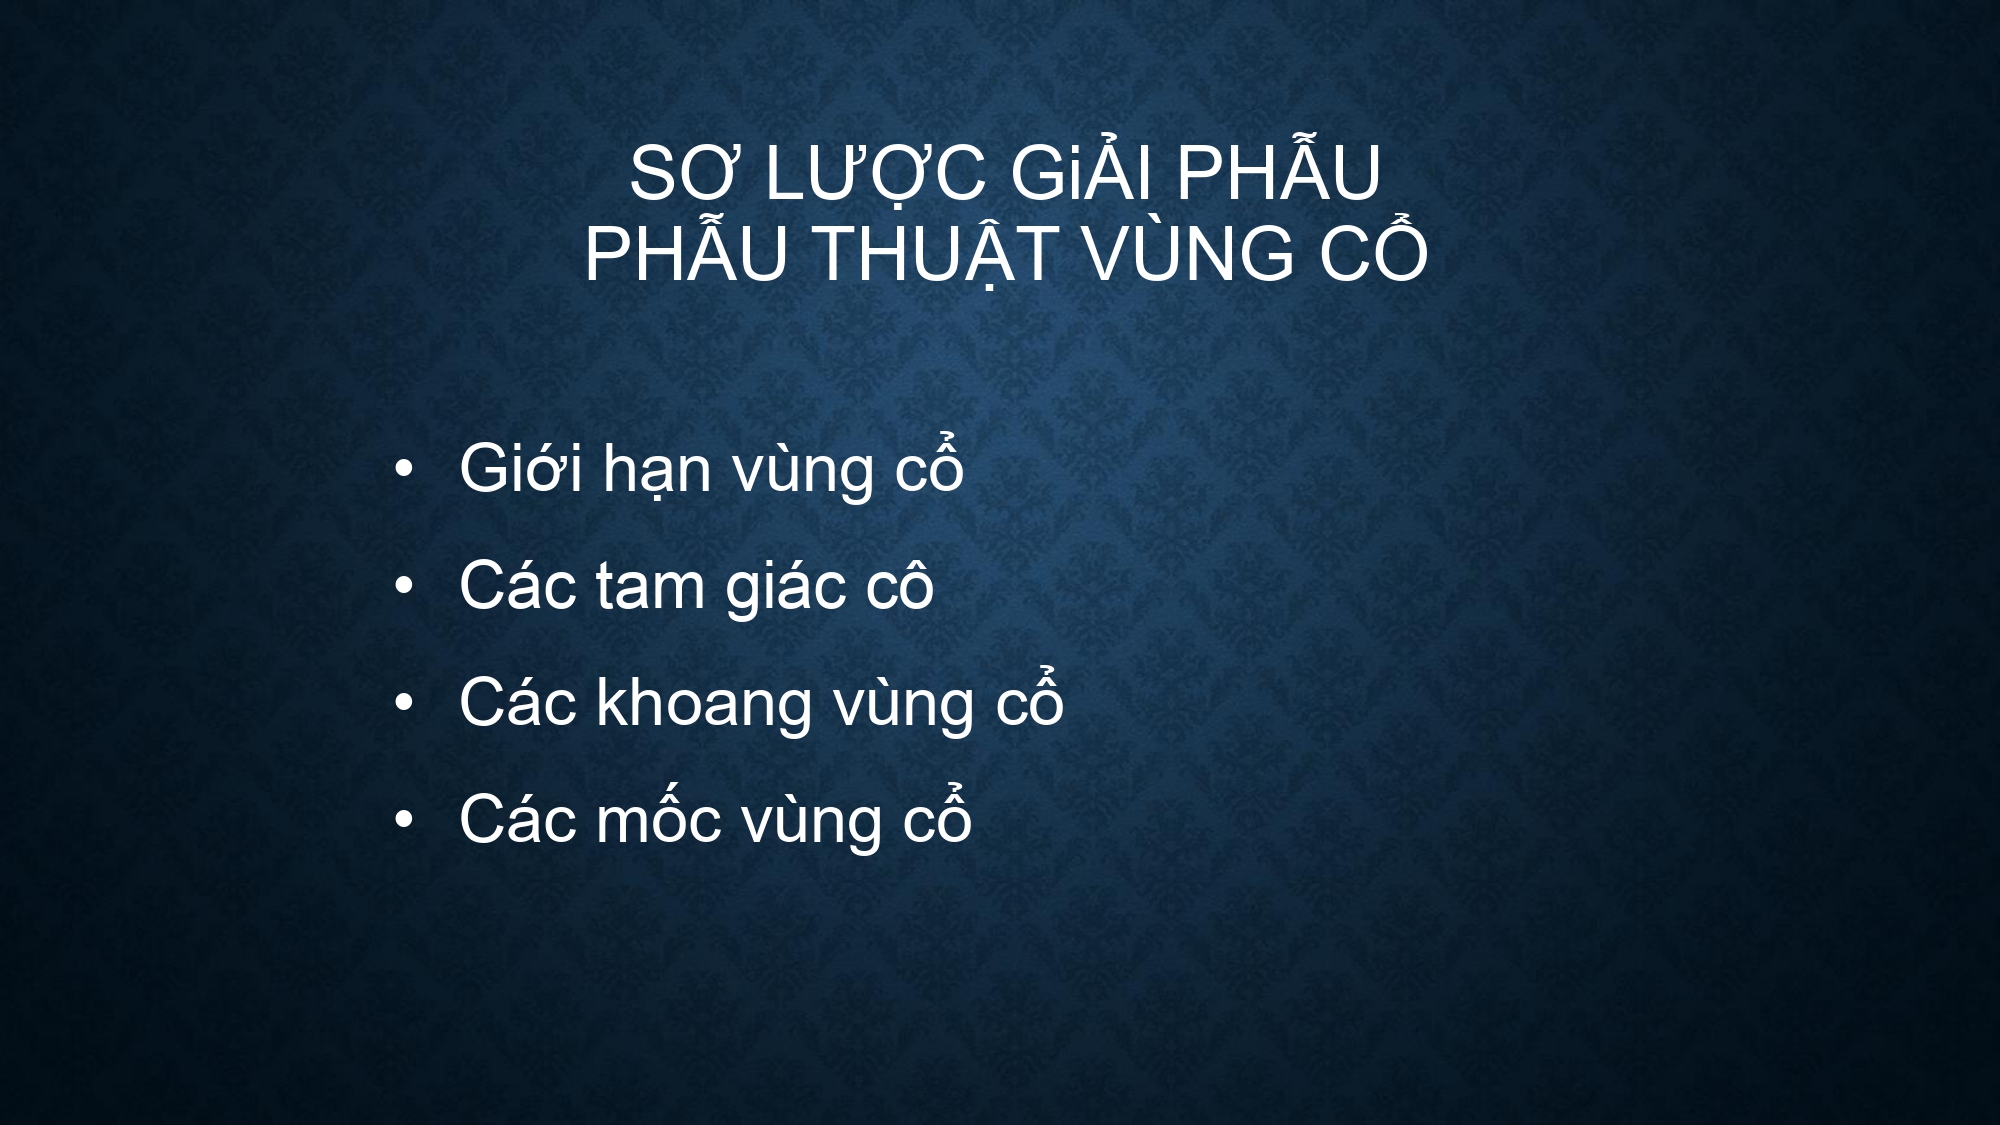 SƠ LƯỢC GiẢI PHẪU
PHẪU THUẬT VÙNG CỔ
• Giới hạn vùng cổ
• Các tam giác cô
• Các khoang vùng cổ
• Các mốc vùng cổ